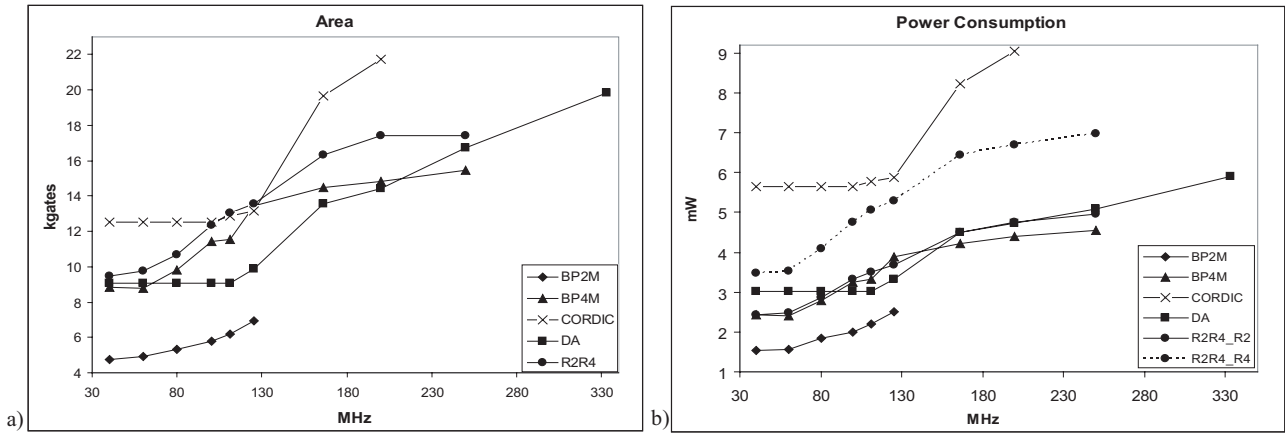 Area
22
20
18
16
14
12
10
8
6
4
kgates
30 80 130 180 230 280 330
MHz
BP2M
BP4M
CORDIC
DA
R2R4
a)
Power Consumption
9
8
7
6
5
4
3
2
1
mW
30 80 130 180 230 280 330
MHz
BP2M
BP4M
CORDIC
DA
R2R4_R2
R2R4_R4
b)